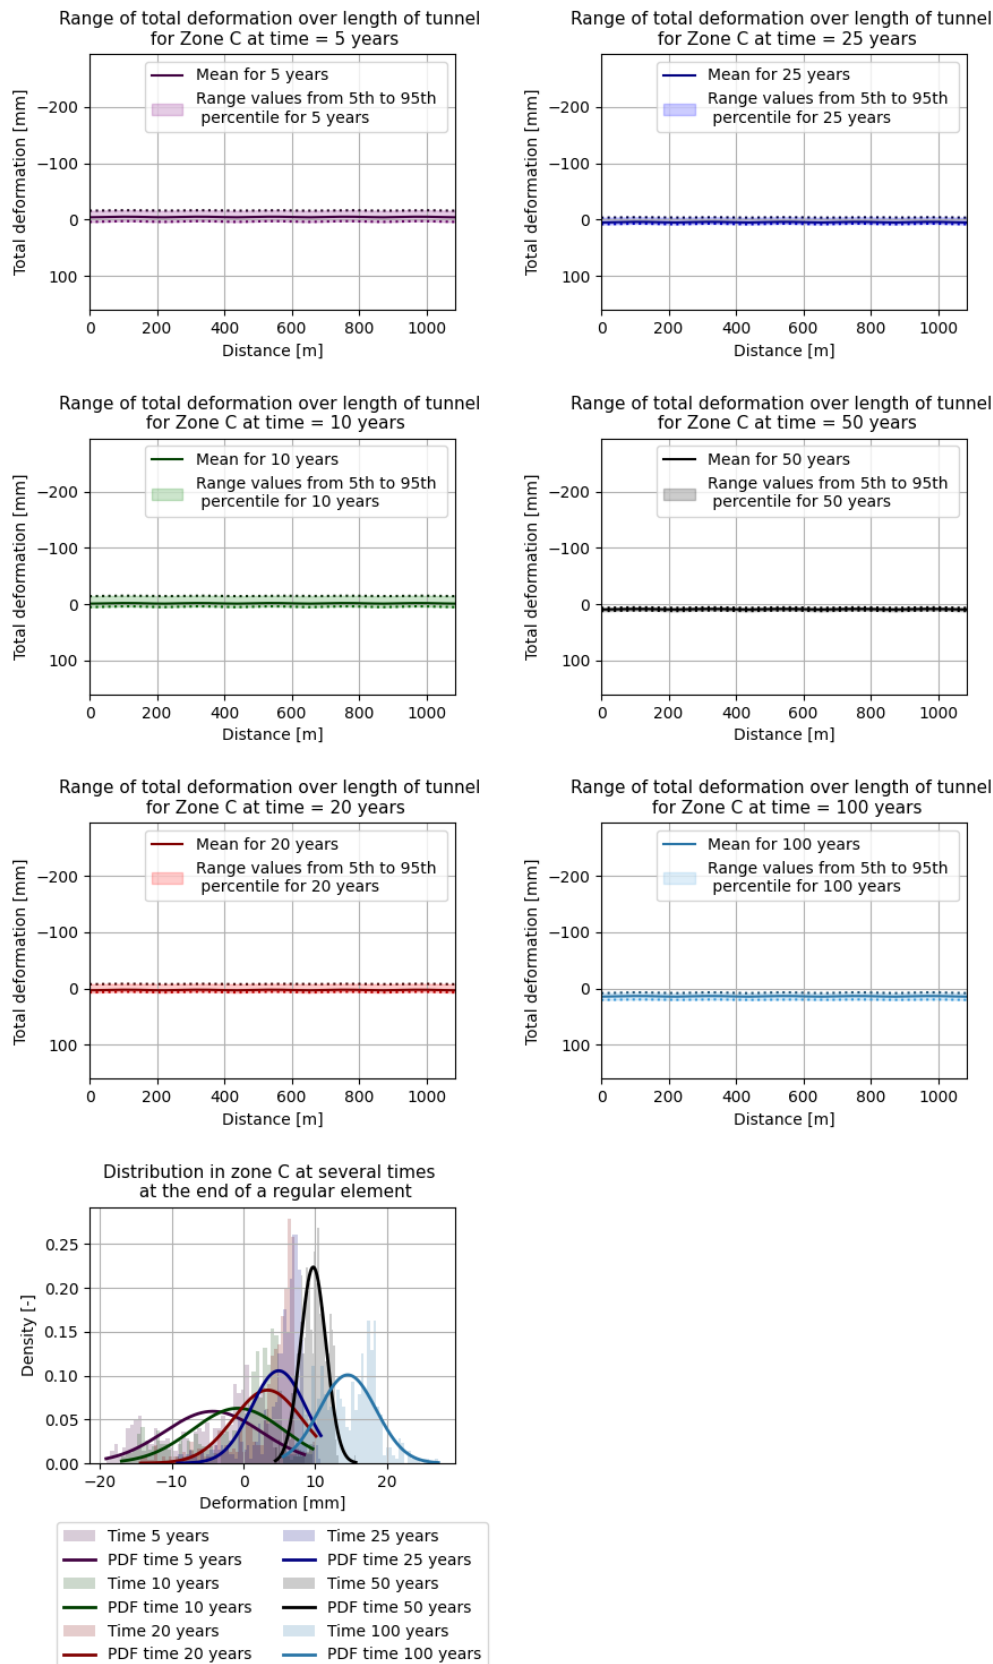 Range of total deformation over length of tunnel
for Zone C at time = 5 years
Mean for 5 years
Range values from 5th to 95th
percentile for 5 years
Total deformation [mm]
−200
−100
0
100
0 200 400 600 800 1000
Distance [m]
Range of total deformation over length of tunnel
for Zone C at time = 25 years
Mean for 25 years
Range values from 5th to 95th
percentile for 25 years
Total deformation [mm]
−200
−100
0
100
0 200 400 600 800 1000
Distance [m]
Range of total deformation over length of tunnel
for Zone C at time = 10 years
Mean for 10 years
Range values from 5th to 95th
percentile for 10 years
Total deformation [mm]
−200
−100
0
100
0 200 400 600 800 1000
Distance [m]
Range of total deformation over length of tunnel
for Zone C at time = 50 years
Mean for 50 years
Range values from 5th to 95th
percentile for 50 years
Total deformation [mm]
−200
−100
0
100
0 200 400 600 800 1000
Distance [m]
Range of total deformation over length of tunnel
for Zone C at time = 20 years
Mean for 20 years
Range values from 5th to 95th
percentile for 20 years
Total deformation [mm]
−200
−100
0
100
0 200 400 600 800 1000
Distance [m]
Range of total deformation over length of tunnel
for Zone C at time = 100 years
Mean for 100 years
Range values from 5th to 95th
percentile for 100 years
Total deformation [mm]
−200
−100
0
100
0 200 400 600 800 1000
Distance [m]
Distribution in zone C at several times
at the end of a regular element
Density [-]
0.25
0.20
0.15
0.10
0.05
0.00
−20 −10 0 10 20
Deformation [mm]
Time 5 years
PDF time 5 years
Time 10 years
PDF time 10 years
Time 20 years
PDF time 20 years
Time 25 years
PDF time 25 years
Time 50 years
PDF time 50 years
Time 100 years
PDF time 100 years